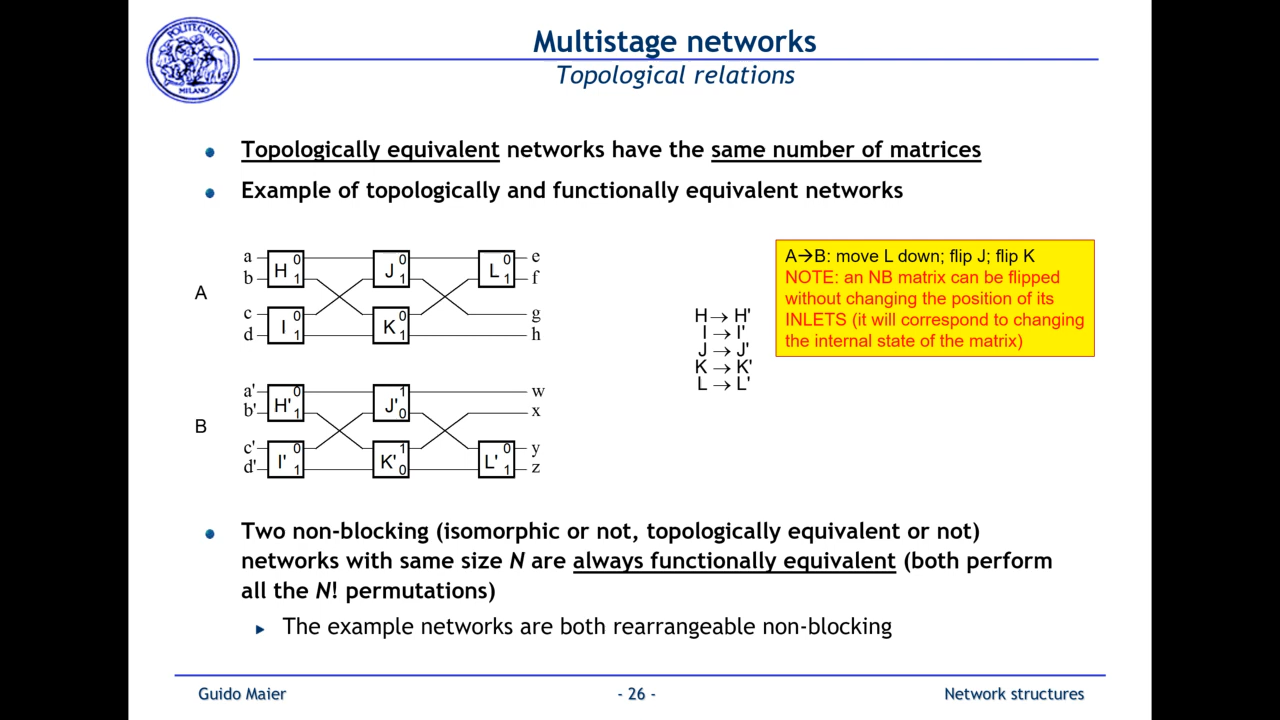 POLITECNICO
MILANO
Multistage networks
Topological relations
Topologically equivalent networks have the same number of matrices
Example of topologically and functionally equivalent networks
A
a
b
c
d
H 0 1
I 0 1
J 0 1
K 0 1
L 0 1
e
f
g
h
B
a'
b'
c'
d'
H' 0 1
I' 0 1
J' 1 0
K' 1 0
L' 0 1
w
x
y
z
H → H'
I → I'
J → J'
K → K'
L → L'
A→B: move L down; flip J; flip K
NOTE: an NB matrix can be flipped
without changing the position of its
INLETS (it will correspond to changing
the internal state of the matrix)
Two non-blocking (isomorphic or not, topologically equivalent or not)
networks with same size N are always functionally equivalent (both perform
all the N! permutations)
The example networks are both rearrangeable non-blocking
Guido Maier
- 26 -
Network structures